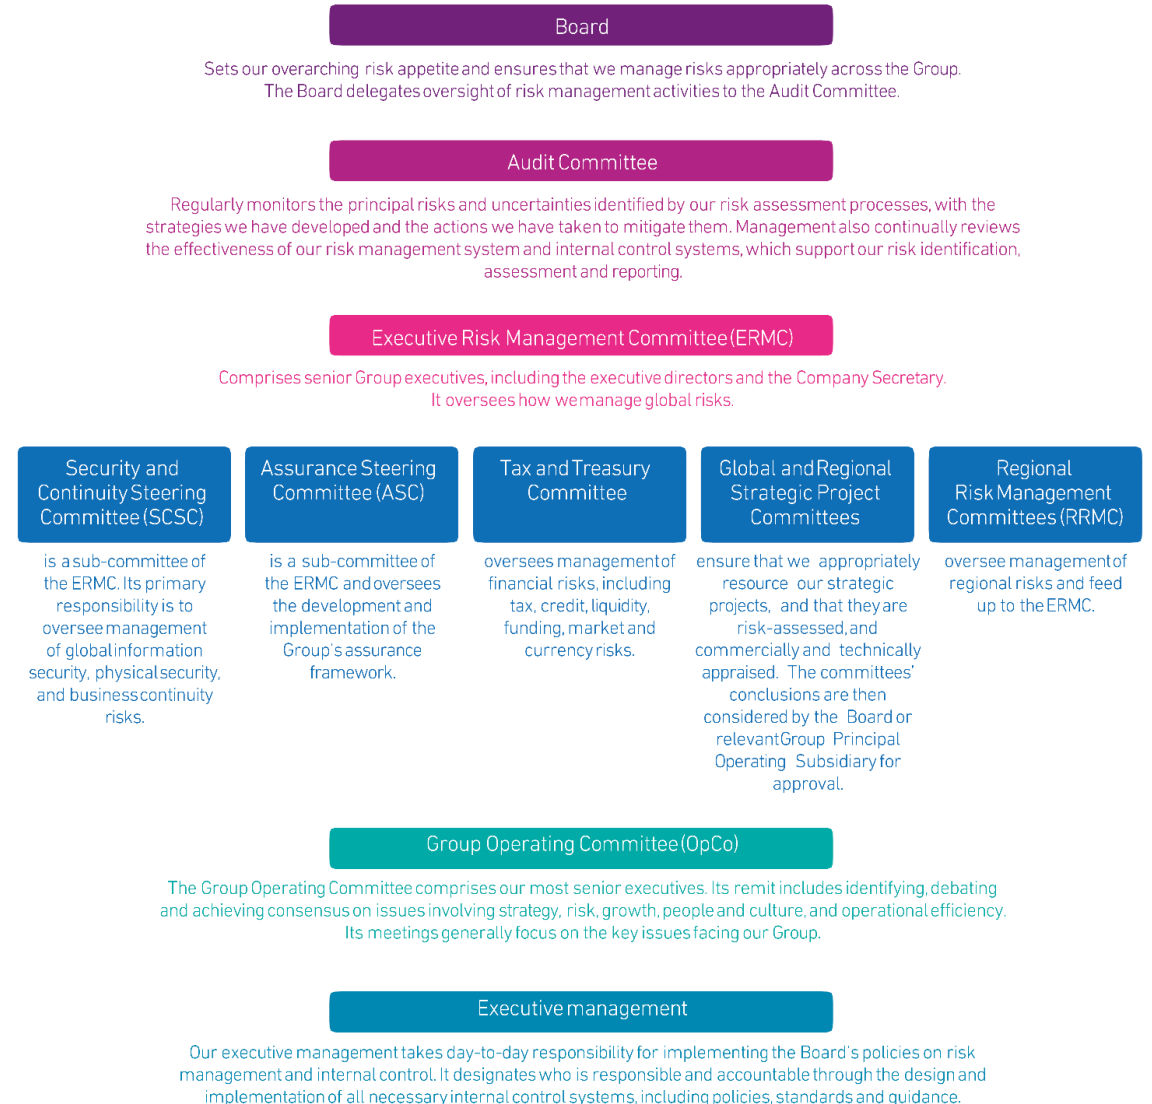 Board
Sets our overarching risk appetite and ensures that we manage risks appropriately across the Group.
The Board delegates oversight of risk management activities to the Audit Committee.
Audit Committee
Regularly monitors the principal risks and uncertainties identified by our risk assessment processes, with the
strategies we have developed and the actions we have taken to mitigate them. Management also continually reviews
the effectiveness of our risk management system and internal control systems, which support our risk identification,
assessment and reporting.
Executive Risk Management Committee (ERMC)
Comprises senior Group executives, including the executive directors and the Company Secretary.
It oversees how we manage global risks.
Security and
Continuity Steering
Committee (SCSC)
is a sub-committee of
the ERMC. Its primary
responsibility is to
oversee management
of global information
security, physical security,
and business continuity
risks.
Assurance Steering
Committee (ASC)
is a sub-committee of
the ERMC and oversees
the development and
implementation of the
Group's assurance
framework.
Tax and Treasury
Committee
oversees management of
financial risks, including
tax, credit, liquidity,
funding, market and
currency risks.
Global and Regional
Strategic Project
Committees
ensure that we appropriately
resource our strategic
projects, and that they are
risk-assessed, and
commercially and technically
appraised. The committees'
conclusions are then
considered by the Board or
relevant Group Principal
Operating Subsidiary for
approval.
Regional
Risk Management
Committees (RRMC)
oversee management of
regional risks and feed
up to the ERMC.
Group Operating Committee (OpCo)
The Group Operating Committee comprises our most senior executives. Its remit includes identifying, debating
and achieving consensus on issues involving strategy, risk, growth, people and culture, and operational efficiency.
Its meetings generally focus on the key issues facing our Group.
Executive management
Our executive management takes day-to-day responsibility for implementing the Board's policies on risk
management and internal control. It designates who is responsible and accountable through the design and
implementation of all necessary internal control systems, including policies, standards and guidance.